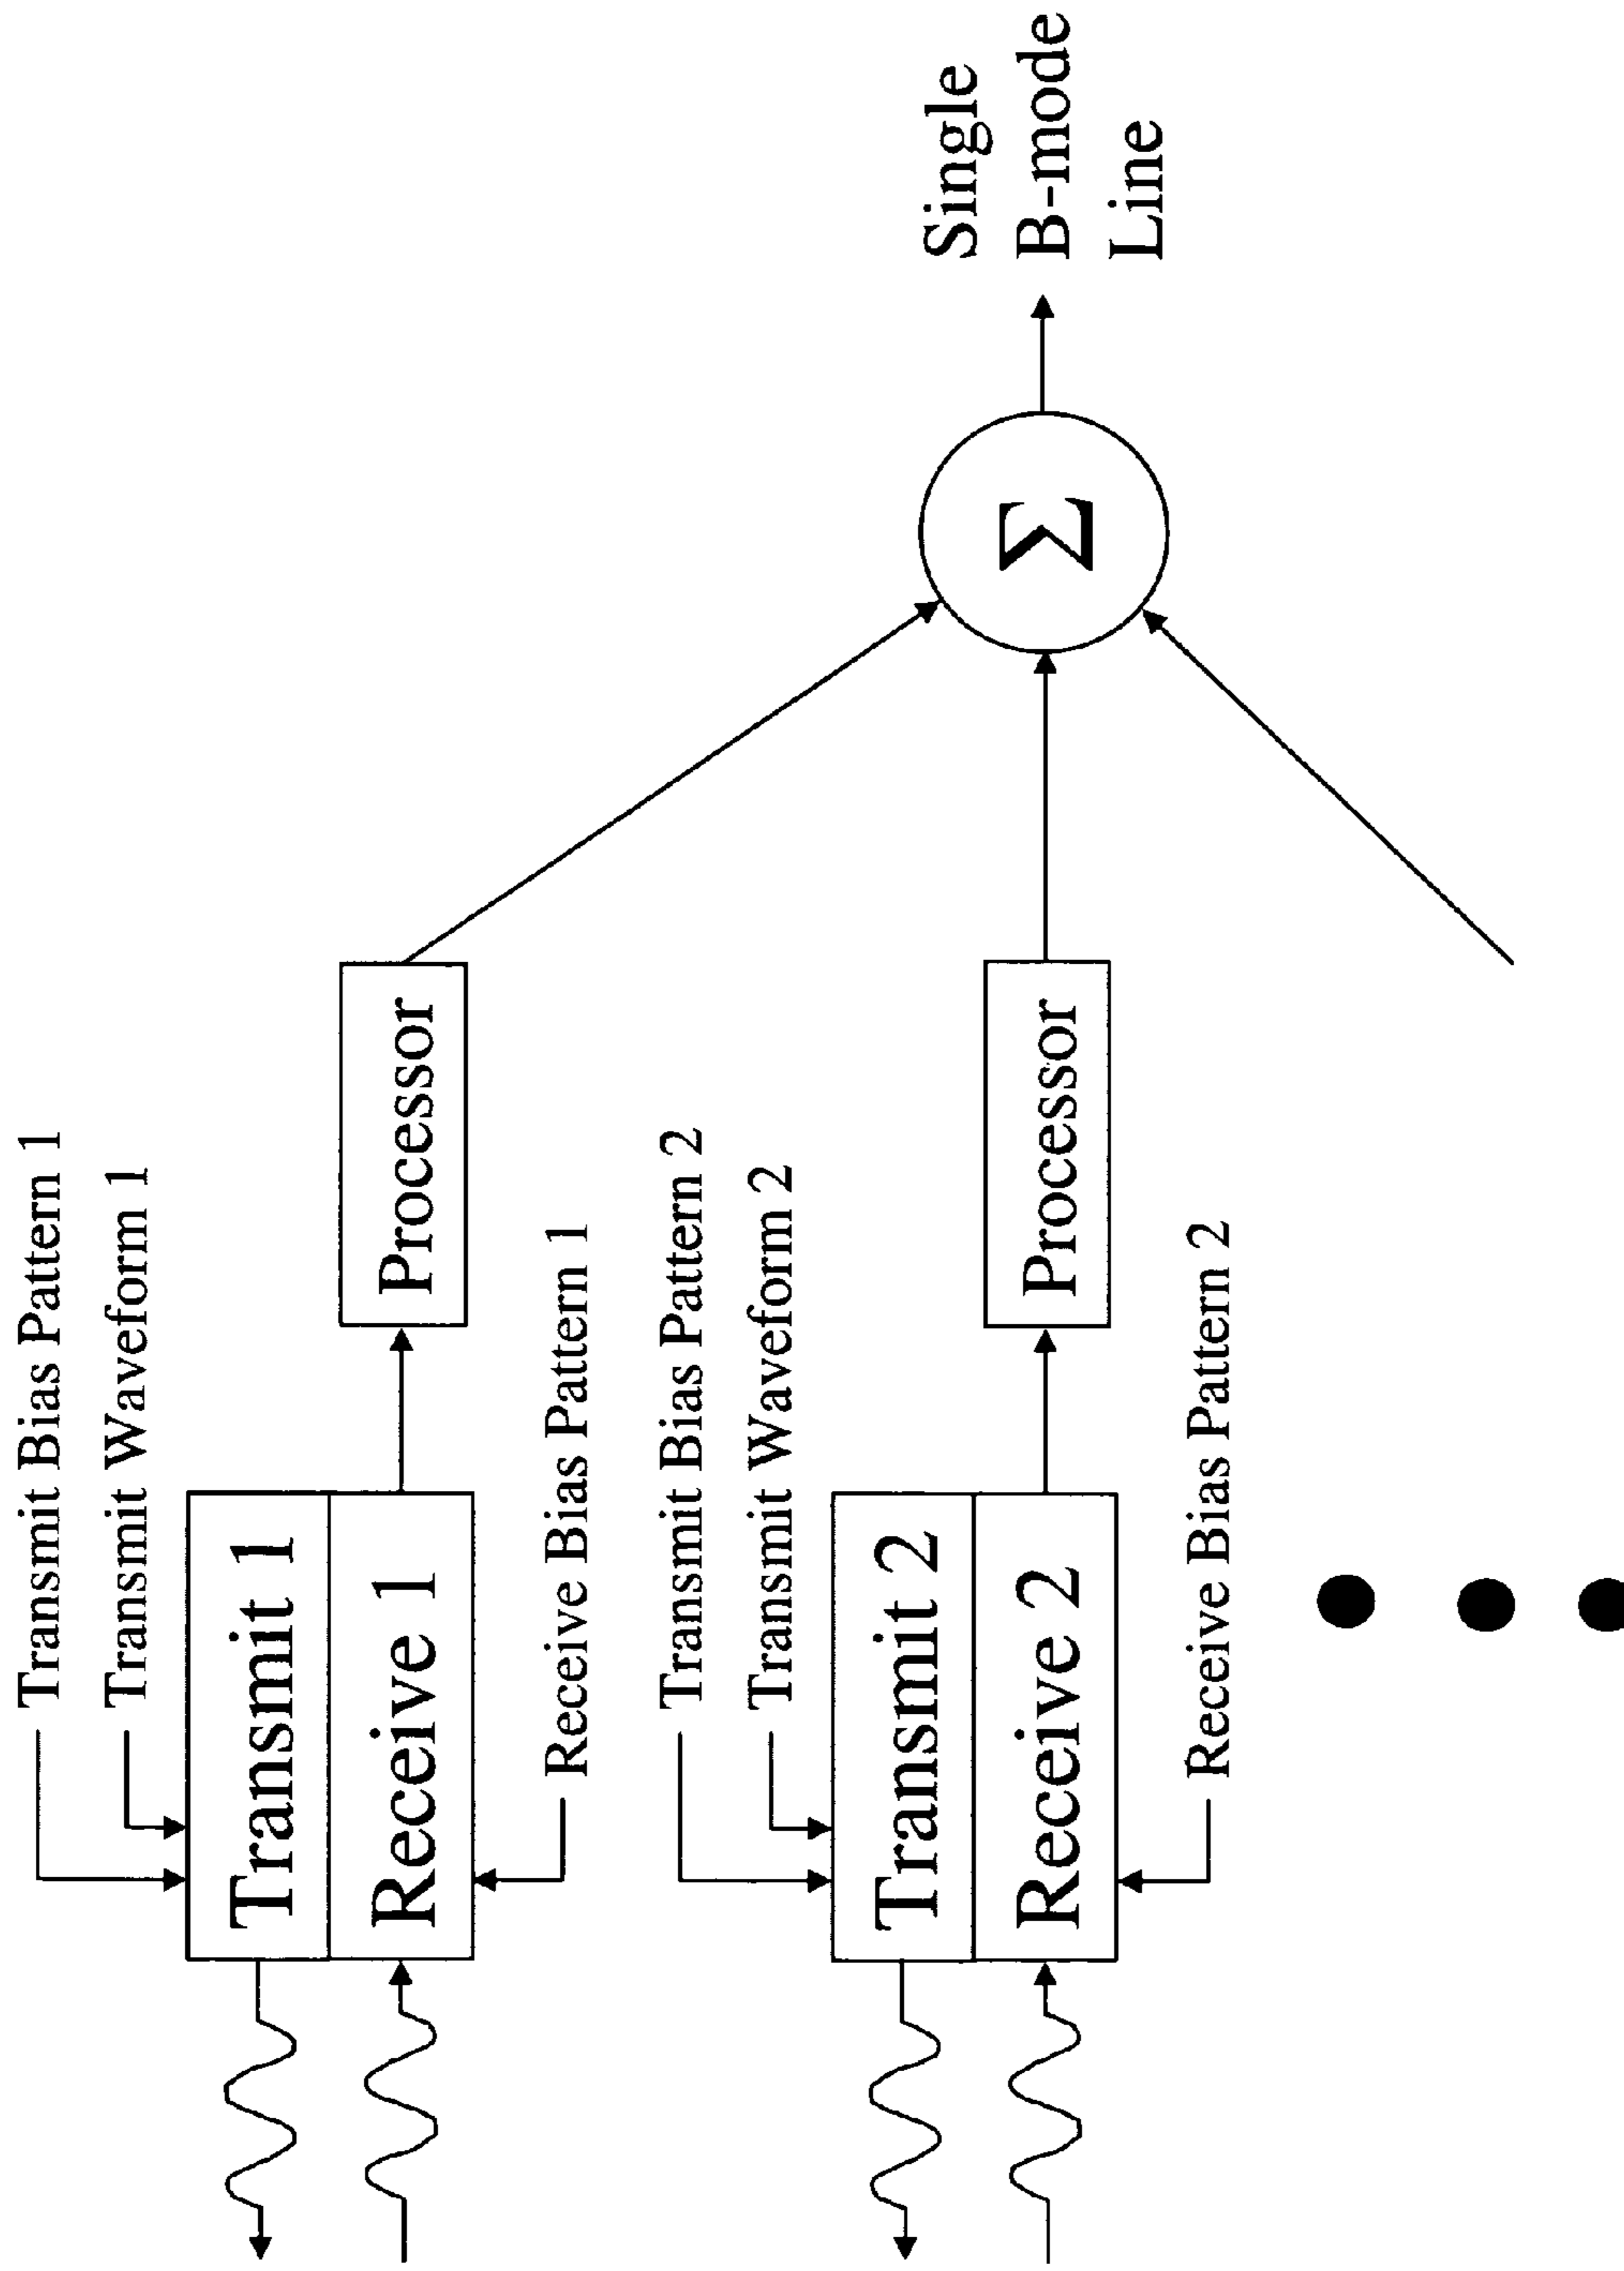 Transmit Bias Pattern 1
Transmit Waveform 1
Transmit 1
Receive 1
Processor
Receive Bias Pattern 1
Transmit Bias Pattern 2
Transmit Waveform 2
Transmit 2
Receive 2
Processor
Receive Bias Pattern 2
Σ
Single
B-mode
Line